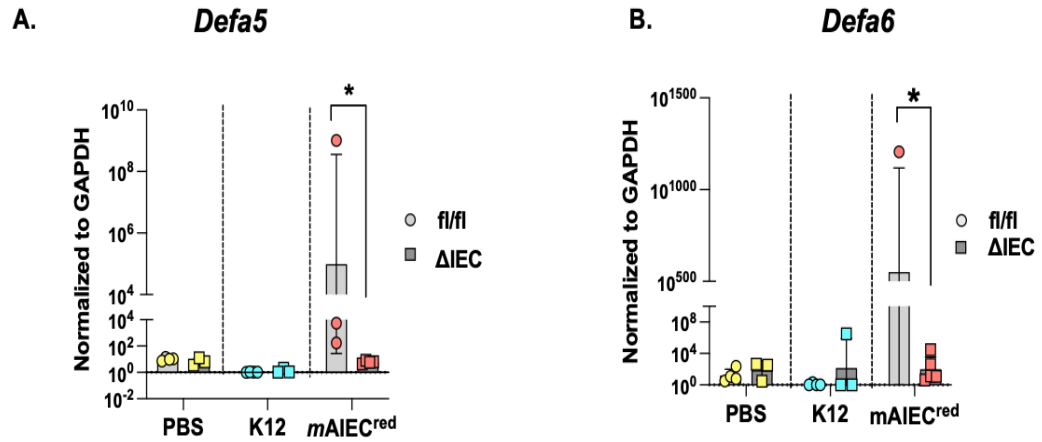 A.
Defa5
Normalized to GAPDH
10^10
10^8
10^6
10^4
10^4
10^2
10^0
10^-2
*
PBS
K12
mAIEC^red
fl/fl
ΔIEC
B.
Defa6
Normalized to GAPDH
10^1500
10^1000
10^500
10^8
10^4
10^0
*
PBS
K12
mAIEC^red
fl/fl
ΔIEC